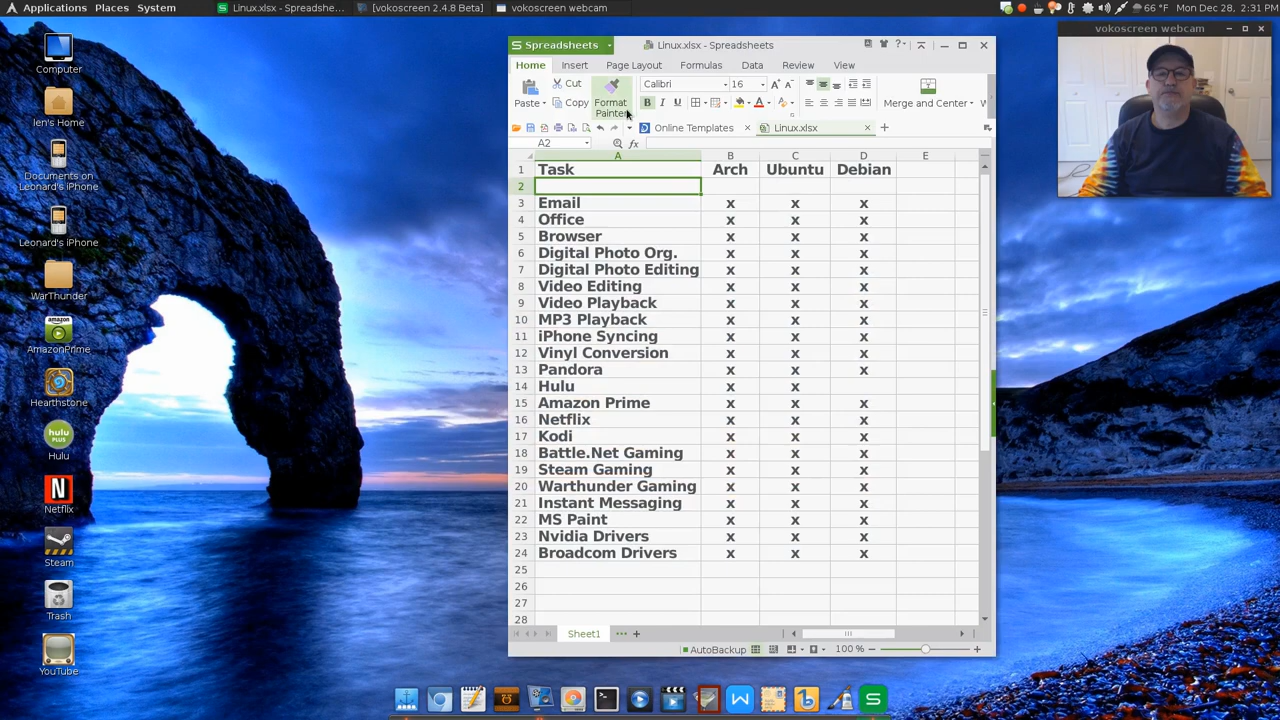 Applications Places System
Linux.xlsx - Spreadshe...
[vokoscreen 2.4.8 Beta]
vokoscreen webcam
66 °F Mon Dec 28, 2:31 PM
Computer
len's Home
Documents on
Leonard's iPhone
Leonard's iPhone
WarThunder
amazon
Prime
AmazonPrime
Hearthstone
hulu
PLUS
Hulu
N
Netflix
Steam
Trash
YouTube
vokoscreen webcam
S Spreadsheets
Linux.xlsx - Spreadsheets
?
Home Insert Page Layout Formulas Data Review View
Paste
Cut
Copy
Format
Painter
Calibri 16
B I U
Merge and Center
Online Templates
Linux.xlsx
A2 fx
A B C D E
1 Task Arch Ubuntu Debian
2
3 Email x x x
4 Office x x x
5 Browser x x x
6 Digital Photo Org. x x x
7 Digital Photo Editing x x x
8 Video Editing x x x
9 Video Playback x x x
10 MP3 Playback x x x
11 iPhone Syncing x x x
12 Vinyl Conversion x x x
13 Pandora x x x
14 Hulu x x
15 Amazon Prime x x x
16 Netflix x x x
17 Kodi x x x
18 Battle.Net Gaming x x x
19 Steam Gaming x x x
20 Warthunder Gaming x x x
21 Instant Messaging x x x
22 MS Paint x x x
23 Nvidia Drivers x x x
24 Broadcom Drivers x x x
25
26
27
28
Sheet1
AutoBackup
100 %